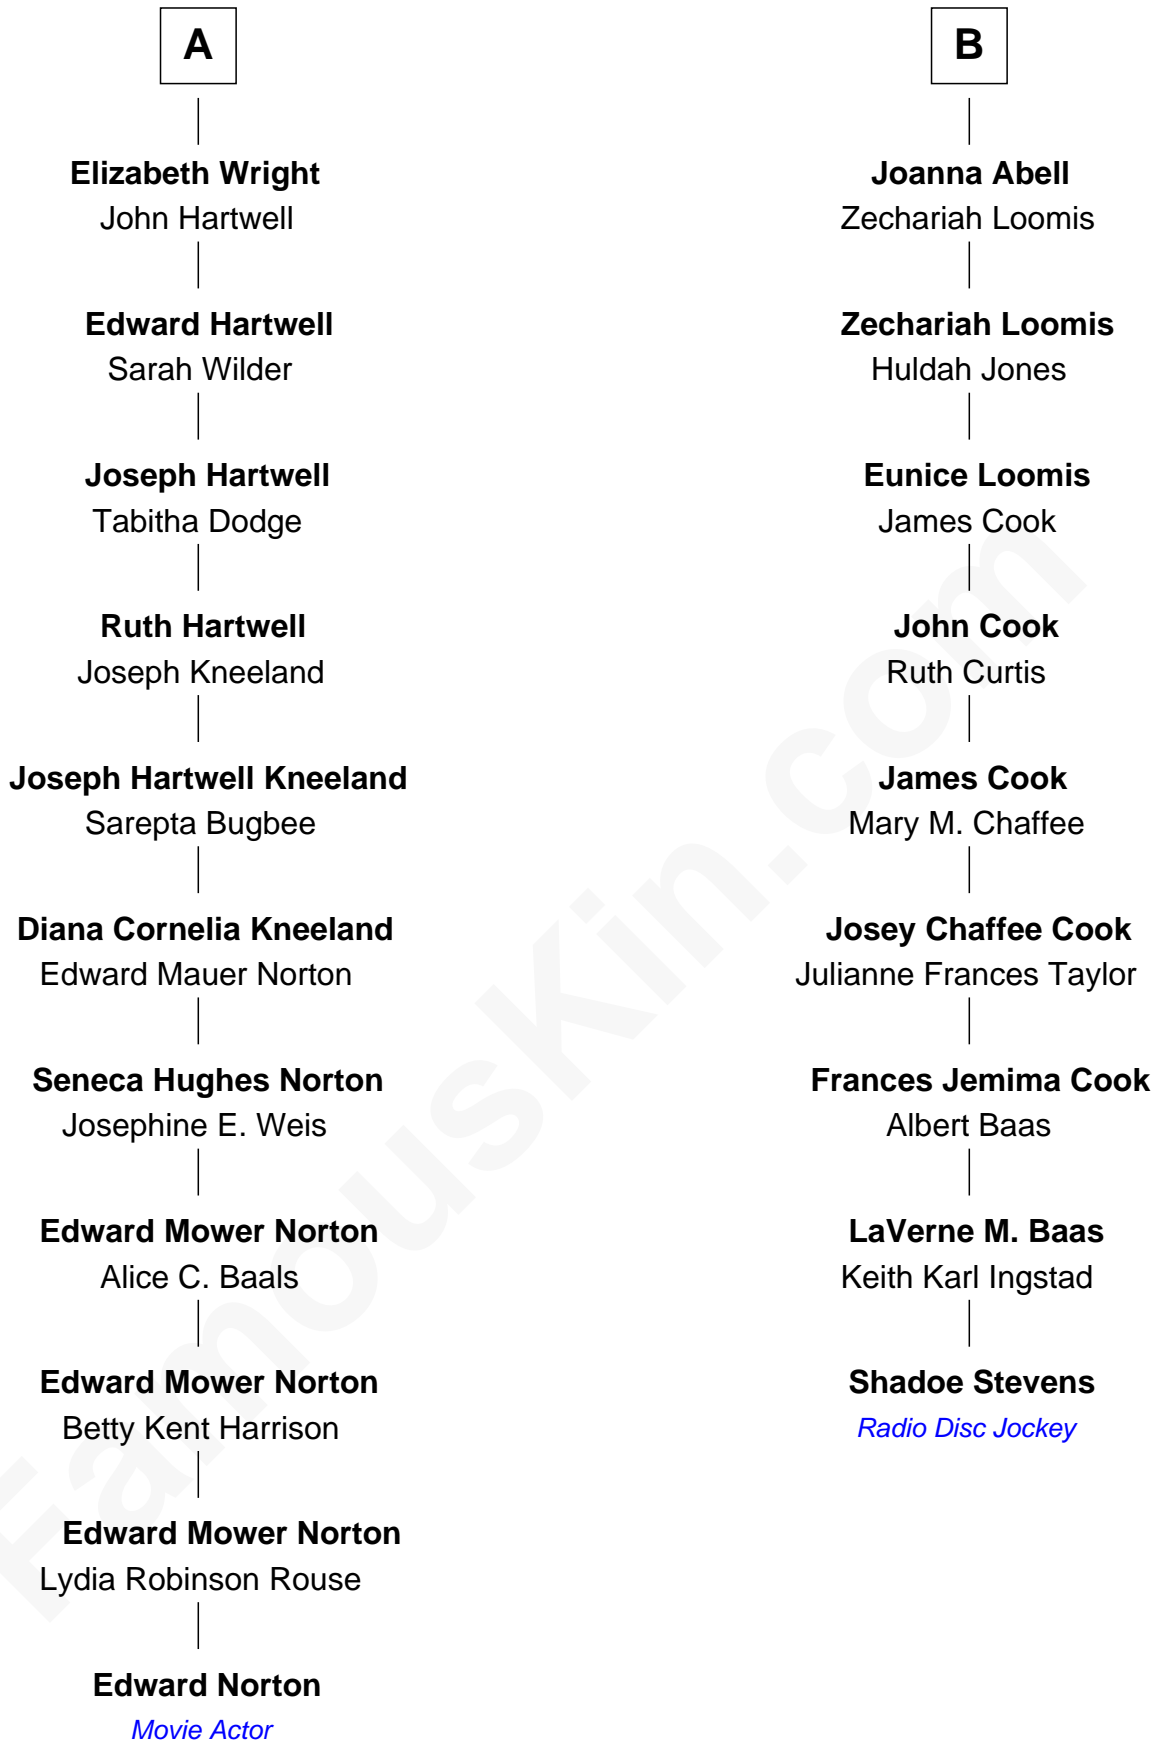 A
Elizabeth Wright
John Hartwell
Edward Hartwell
Sarah Wilder
Joseph Hartwell
Tabitha Dodge
Ruth Hartwell
Joseph Kneeland
Joseph Hartwell Kneeland
Sarepta Bugbee
Diana Cornelia Kneeland
Edward Mauer Norton
Seneca Hughes Norton
Josephine E. Weis
Edward Mower Norton
Alice C. Baals
Edward Mower Norton
Betty Kent Harrison
Edward Mower Norton
Lydia Robinson Rouse
Edward Norton
Movie Actor
B
Joanna Abell
Zechariah Loomis
Zechariah Loomis
Huldah Jones
Eunice Loomis
James Cook
John Cook
Ruth Curtis
James Cook
Mary M. Chaffee
Josey Chaffee Cook
Julianne Frances Taylor
Frances Jemima Cook
Albert Baas
LaVerne M. Baas
Keith Karl Ingstad
Shadoe Stevens
Radio Disc Jockey
FamousKin.com